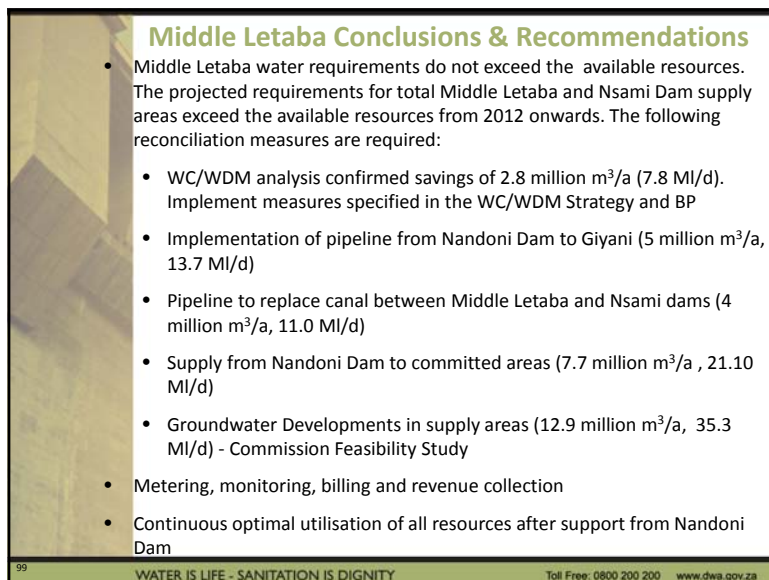 Middle Letaba Conclusions & Recommendations
• Middle Letaba water requirements do not exceed the available resources.
The projected requirements for total Middle Letaba and Nsami Dam supply
areas exceed the available resources from 2012 onwards. The following
reconciliation measures are required:
• WC/WDM analysis confirmed savings of 2.8 million m³/a (7.8 Ml/d).
Implement measures specified in the WC/WDM Strategy and BP
• Implementation of pipeline from Nandoni Dam to Giyani (5 million m³/a,
13.7 Ml/d)
• Pipeline to replace canal between Middle Letaba and Nsami dams (4
million m³/a, 11.0 Ml/d)
• Supply from Nandoni Dam to committed areas (7.7 million m³/a , 21.10
Ml/d)
• Groundwater Developments in supply areas (12.9 million m³/a, 35.3
Ml/d) - Commission Feasibility Study
• Metering, monitoring, billing and revenue collection
• Continuous optimal utilisation of all resources after support from Nandoni
Dam
99
WATER IS LIFE - SANITATION IS DIGNITY Toll Free: 0800 200 200 www.dwa.gov.za